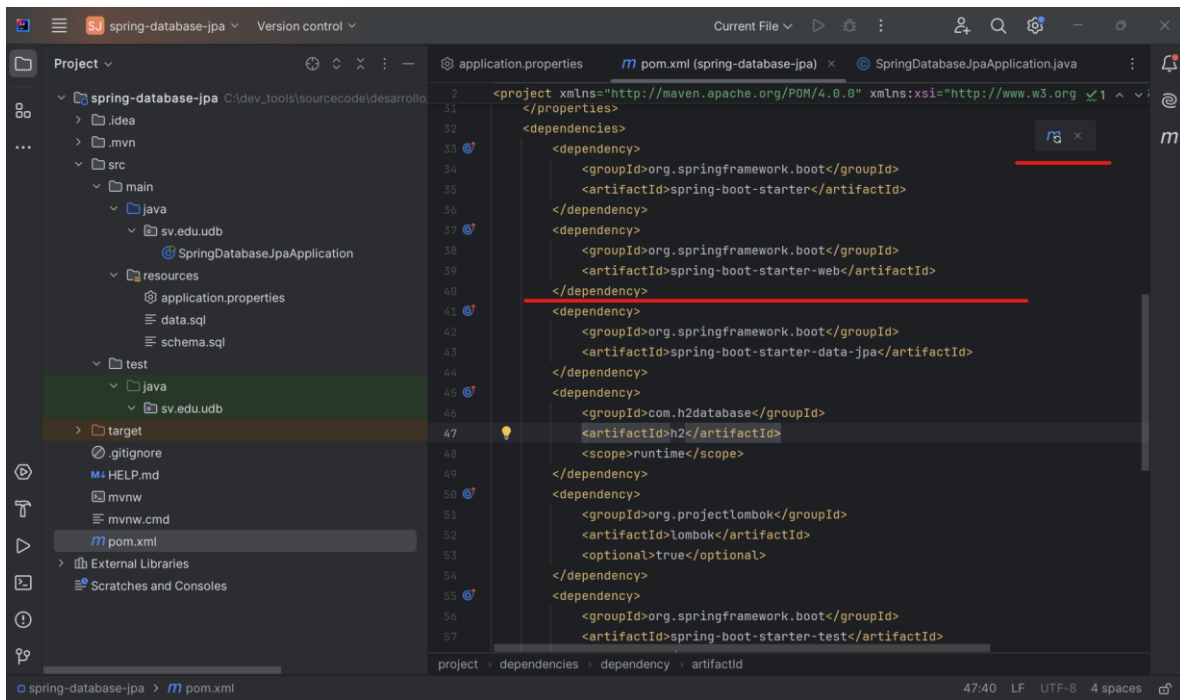 SJ spring-database-jpa Version control Current File
Project
application.properties
m pom.xml (spring-database-jpa)
SpringDatabaseJpaApplication.java
spring-database-jpa C:\dev_tools\sourcecode\desarrollo
.idea
.mvn
src
main
java
sv.edu.udb
SpringDatabaseJpaApplication
resources
application.properties
data.sql
schema.sql
test
java
sv.edu.udb
target
.gitignore
M↓ HELP.md
mvnw
mvnw.cmd
m pom.xml
External Libraries
Scratches and Consoles
2 <project xmlns="http://maven.apache.org/POM/4.0.0" xmlns:xsi="http://www.w3.org 1
31 </properties>
32 <dependencies>
33 <dependency>
34 <groupId>org.springframework.boot</groupId>
35 <artifactId>spring-boot-starter</artifactId>
36 </dependency>
37 <dependency>
38 <groupId>org.springframework.boot</groupId>
39 <artifactId>spring-boot-starter-web</artifactId>
40 </dependency>
41 <dependency>
42 <groupId>org.springframework.boot</groupId>
43 <artifactId>spring-boot-starter-data-jpa</artifactId>
44 </dependency>
45 <dependency>
46 <groupId>com.h2database</groupId>
47 <artifactId>h2</artifactId>
48 <scope>runtime</scope>
49 </dependency>
50 <dependency>
51 <groupId>org.projectlombok</groupId>
52 <artifactId>lombok</artifactId>
53 <optional>true</optional>
54 </dependency>
55 <dependency>
56 <groupId>org.springframework.boot</groupId>
57 <artifactId>spring-boot-starter-test</artifactId>
m
m
project > dependencies > dependency > artifactId
spring-database-jpa > m pom.xml 47:40 LF UTF-8 4 spaces